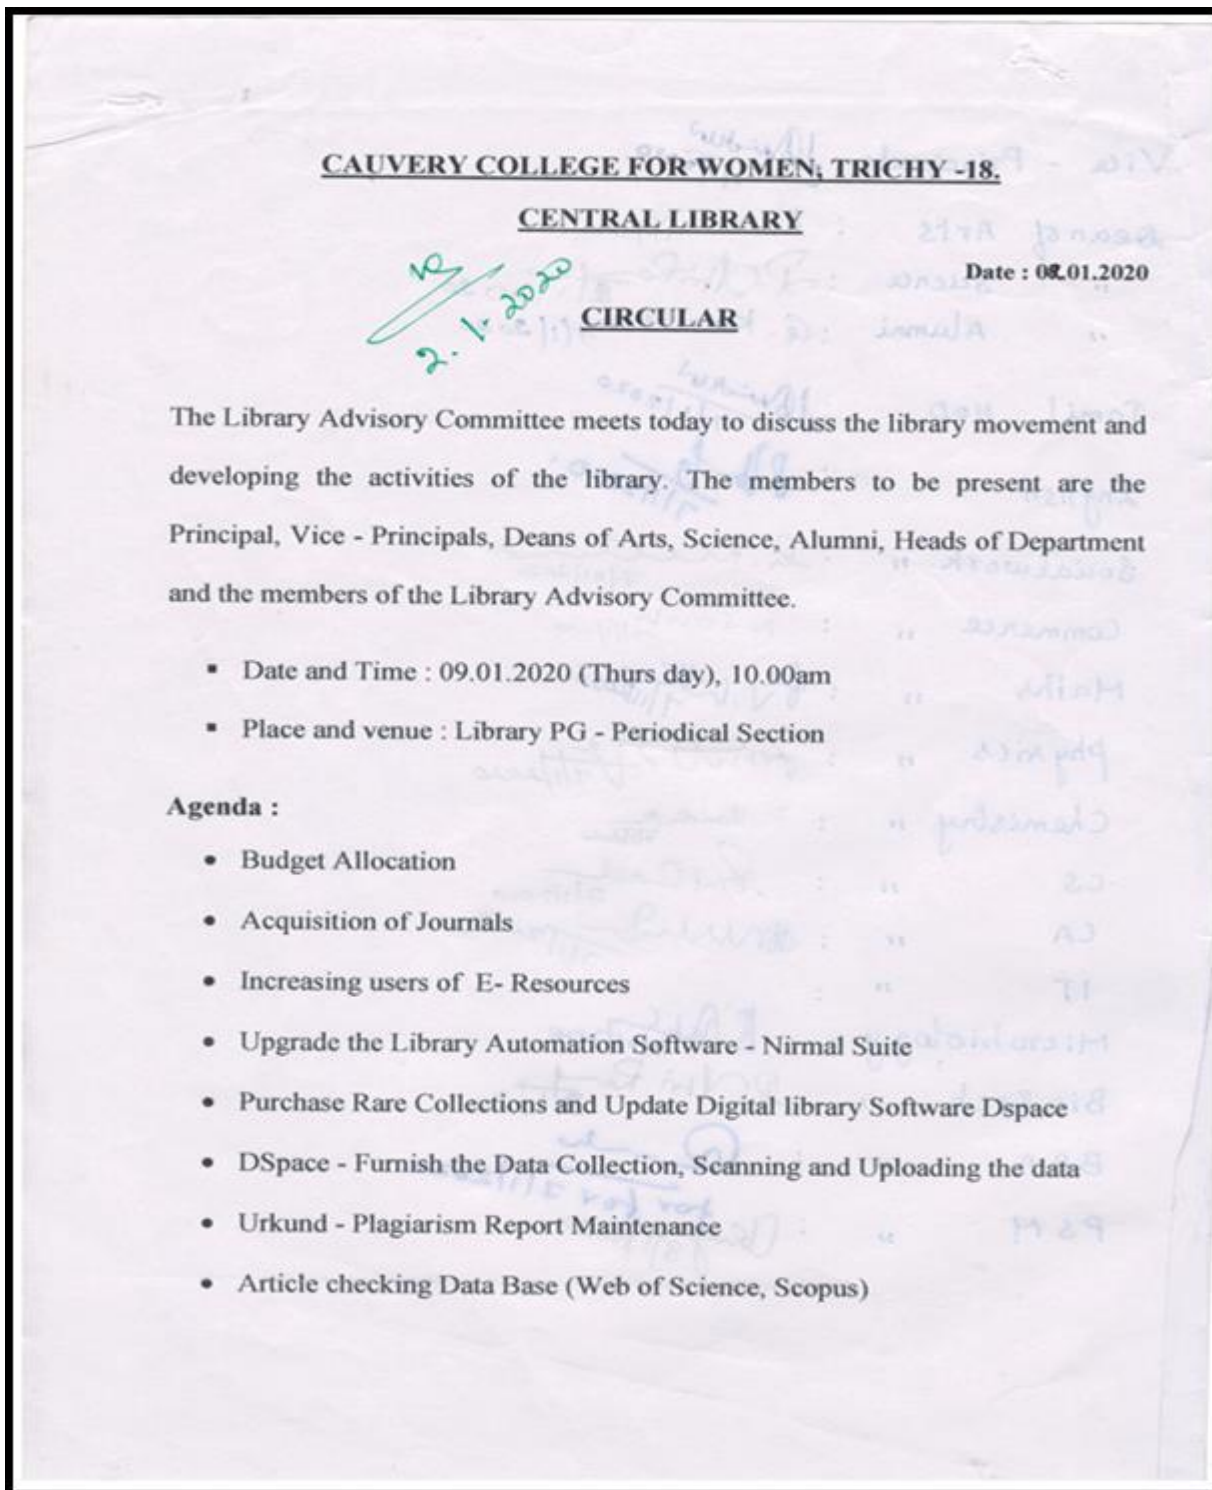 CAUVERY COLLEGE FOR WOMEN, TRICHY -18.
CENTRAL LIBRARY
Date : 02.01.2020
2.1.2020
CIRCULAR
The Library Advisory Committee meets today to discuss the library movement and
developing the activities of the library. The members to be present are the
Principal, Vice - Principals, Deans of Arts, Science, Alumni, Heads of Department
and the members of the Library Advisory Committee.
▪ Date and Time : 09.01.2020 (Thurs day), 10.00am
▪ Place and venue : Library PG - Periodical Section
Agenda :
• Budget Allocation
• Acquisition of Journals
• Increasing users of E- Resources
• Upgrade the Library Automation Software - Nirmal Suite
• Purchase Rare Collections and Update Digital library Software Dspace
• DSpace - Furnish the Data Collection, Scanning and Uploading the data
• Urkund - Plagiarism Report Maintenance
• Article checking Data Base (Web of Science, Scopus)